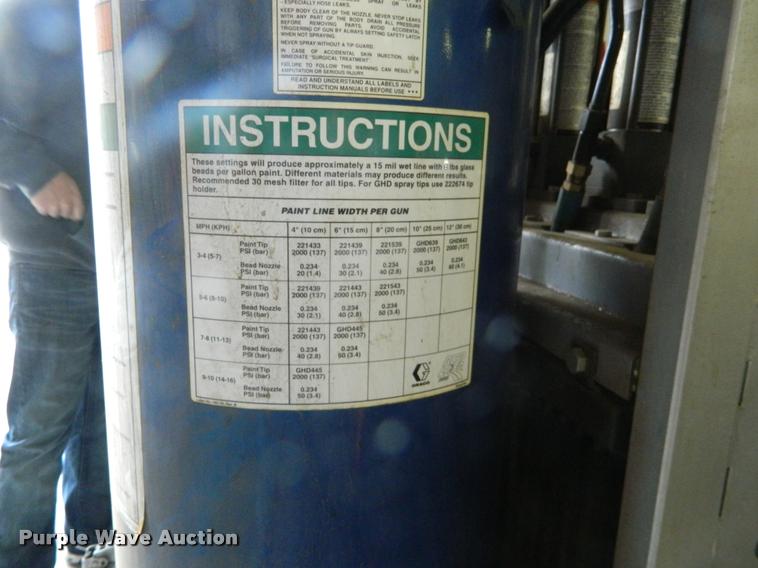 - ESPECIALLY HOSE LEAKS.
KEEP BODY CLEAR OF THE NOZZLE. NEVER STOP LEAKS
WITH ANY PART OF THE BODY. DRAIN ALL PRESSURE
BEFORE REMOVING PARTS. AVOID ACCIDENTAL
TRIGGERING OF GUN BY ALWAYS SETTING SAFETY LATCH
WHEN NOT SPRAYING.
NEVER SPRAY WITHOUT A TIP GUARD.
IN CASE OF ACCIDENTAL SKIN INJECTION, SEEK
IMMEDIATE "SURGICAL TREATMENT".
FAILURE TO FOLLOW THIS WARNING CAN RESULT IN
AMPUTATION OR SERIOUS INJURY.
READ AND UNDERSTAND ALL LABELS AND
INSTRUCTION MANUALS BEFORE USE
INSTRUCTIONS
These settings will produce approximately a 15 mil wet line with lbs glass
beads per gallon paint. Different materials may produce different results.
Recommended 30 mesh filter for all tips. For GHD spray tips use 222674 tip
holder.
PAINT LINE WIDTH PER GUN
MPH (KPH) 4" (10 cm) 6" (15 cm) 8" (20 cm) 10" (25 cm) 12" (30 cm)
Paint Tip 221433 221439 221539 GHD639 GHD643
3-4 (5-7) PSI (bar) 2000 (137) 2000 (137) 2000 (137) 2000 (137) 2000 (137)
Bead Nozzle 0.234 0.234 0.234 0.234 0.234
PSI (bar) 20 (1.4) 30 (2.1) 40 (2.8) 50 (3.4) 60 (4.1)
Paint Tip 221439 221443 221543
5-6 (8-10) PSI (bar) 2000 (137) 2000 (137) 2000 (137)
Bead Nozzle 0.234 0.234 0.234
PSI (bar) 30 (2.1) 40 (2.8) 50 (3.4)
Paint Tip 221443 GHD445
7-8 (11-13) PSI (bar) 2000 (137) 2000 (137)
Bead Nozzle 0.234 0.234
PSI (bar) 40 (2.8) 50 (3.4)
Paint Tip GHD445
9-10 (14-16) PSI (bar) 2000 (137)
Bead Nozzle 0.234
PSI (bar) 50 (3.4)
GRACO
Purple Wave Auction